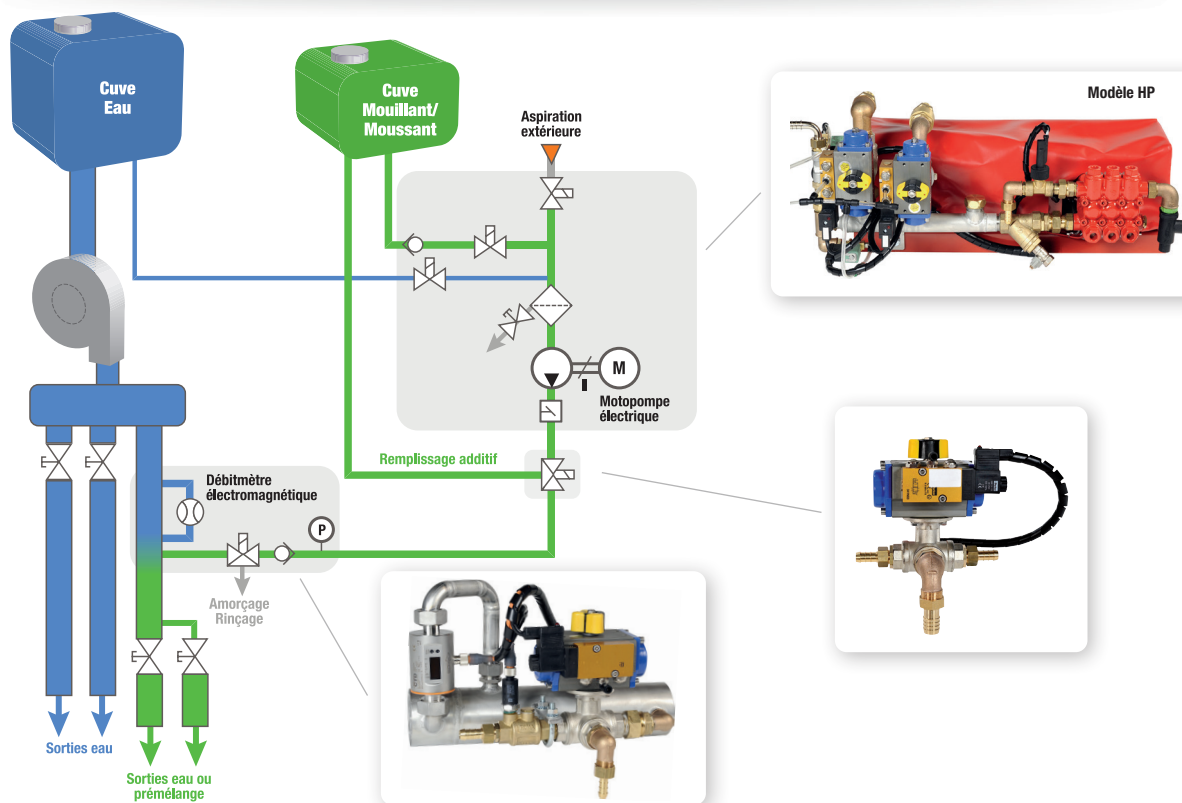 Cuve
Eau
Cuve
Mouillant/
Moussant
Aspiration
extérieure
Modèle HP
M
Motopompe
électrique
Remplissage additif
Débitmètre
électromagnétique
P
Amorçage
Rinçage
Sorties eau
Sorties eau ou
prémélange